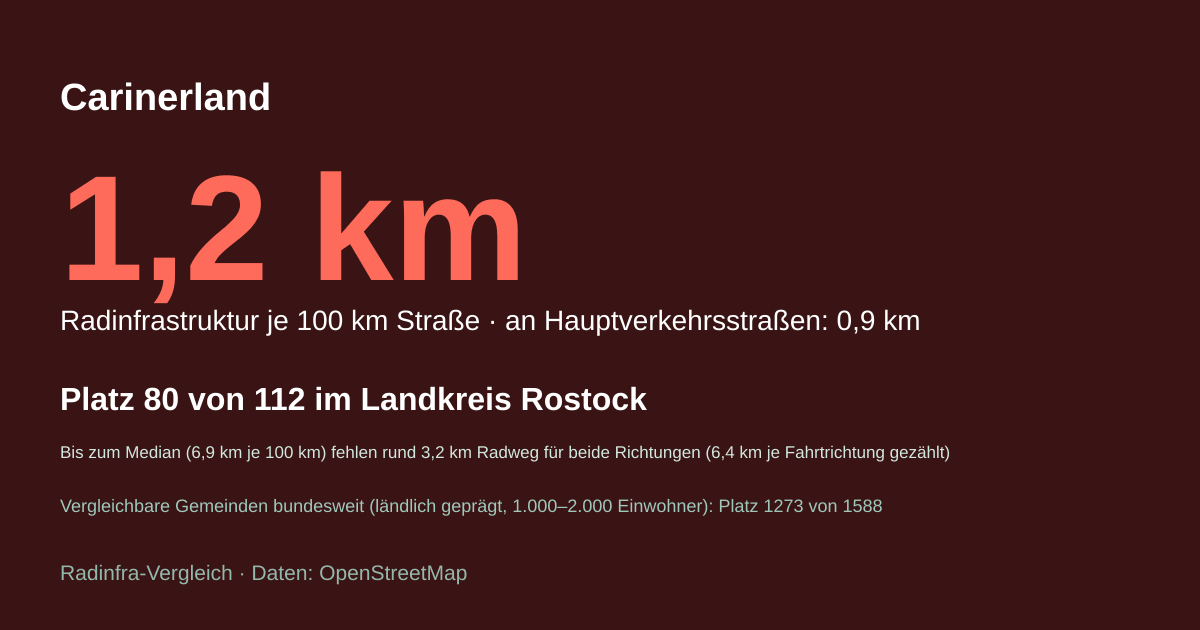 Carinerland
1,2 km
Radinfrastruktur je 100 km Straße · an Hauptverkehrsstraßen: 0,9 km
Platz 80 von 112 im Landkreis Rostock
Bis zum Median (6,9 km je 100 km) fehlen rund 3,2 km Radweg für beide Richtungen (6,4 km je Fahrtrichtung gezählt)
Vergleichbare Gemeinden bundesweit (ländlich geprägt, 1.000–2.000 Einwohner): Platz 1273 von 1588
Radinfra-Vergleich · Daten: OpenStreetMap